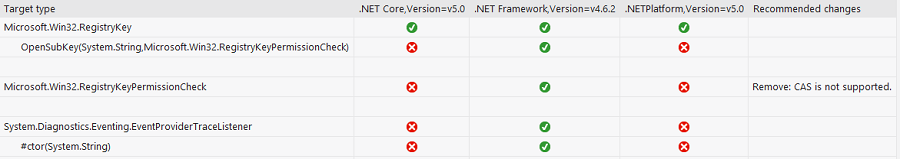 Target type .NET Core,Version=v5.0 .NET Framework,Version=v4.6.2 .NETPlatform,Version=v5.0 Recommended changes
Microsoft.Win32.RegistryKey
OpenSubKey(System.String,Microsoft.Win32.RegistryKeyPermissionCheck)
Microsoft.Win32.RegistryKeyPermissionCheck Remove: CAS is not supported.
System.Diagnostics.Eventing.EventProviderTraceListener
#ctor(System.String)